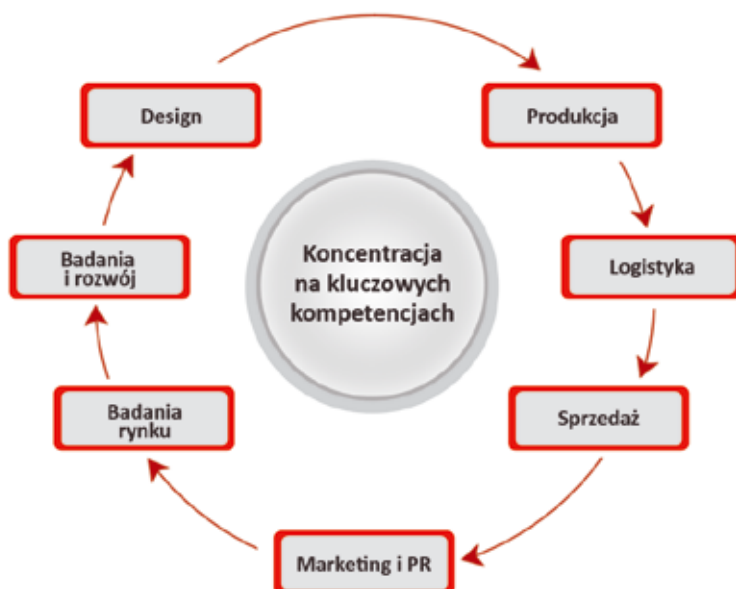 Design
Produkcja
Badania
i rozwój
Koncentracja
na kluczowych
kompetencjach
Logistyka
Badania
rynku
Sprzedaż
Marketing i PR